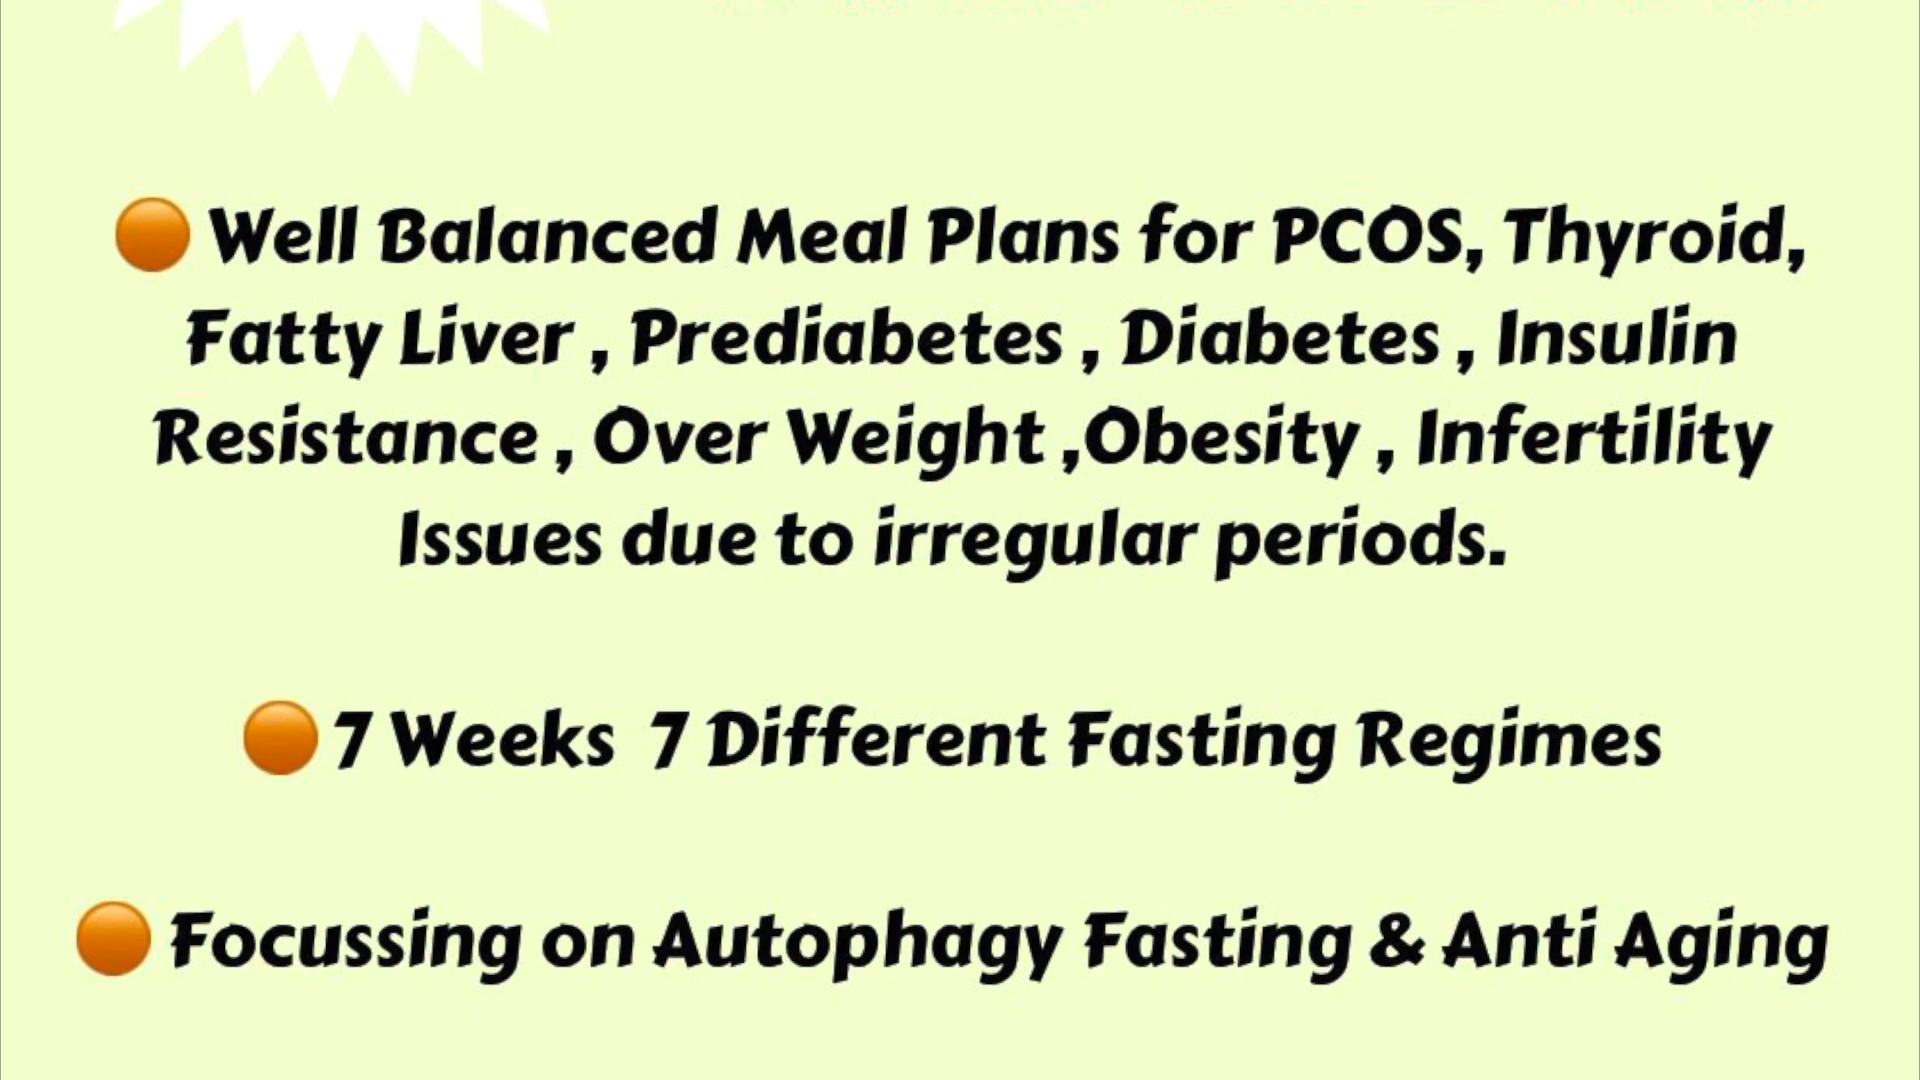 🟠 Well Balanced Meal Plans for PCOS, Thyroid,
Fatty Liver , Prediabetes , Diabetes , Insulin
Resistance , Over Weight ,Obesity , Infertility
Issues due to irregular periods.
🟠 7 Weeks 7 Different Fasting Regimes
🟠 Focussing on Autophagy Fasting & Anti Aging